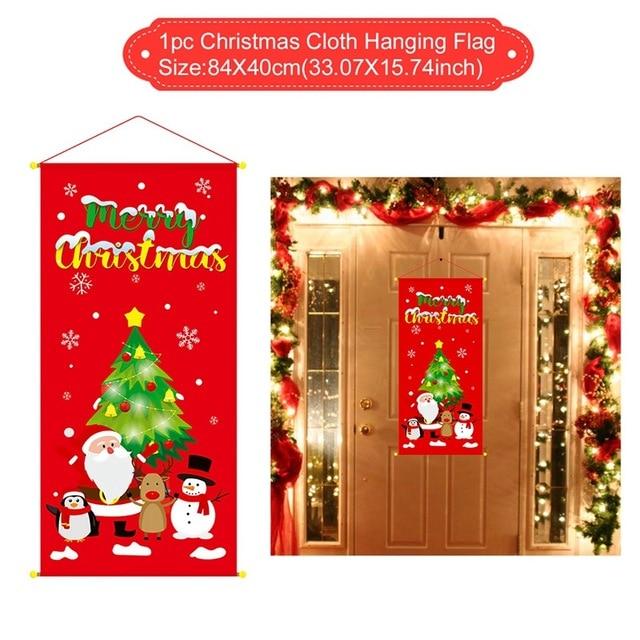 1pc Christmas Cloth Hanging Flag
Size:84X40cm(33.07X15.74inch)
Merry
Christmas
Merry
Christmas